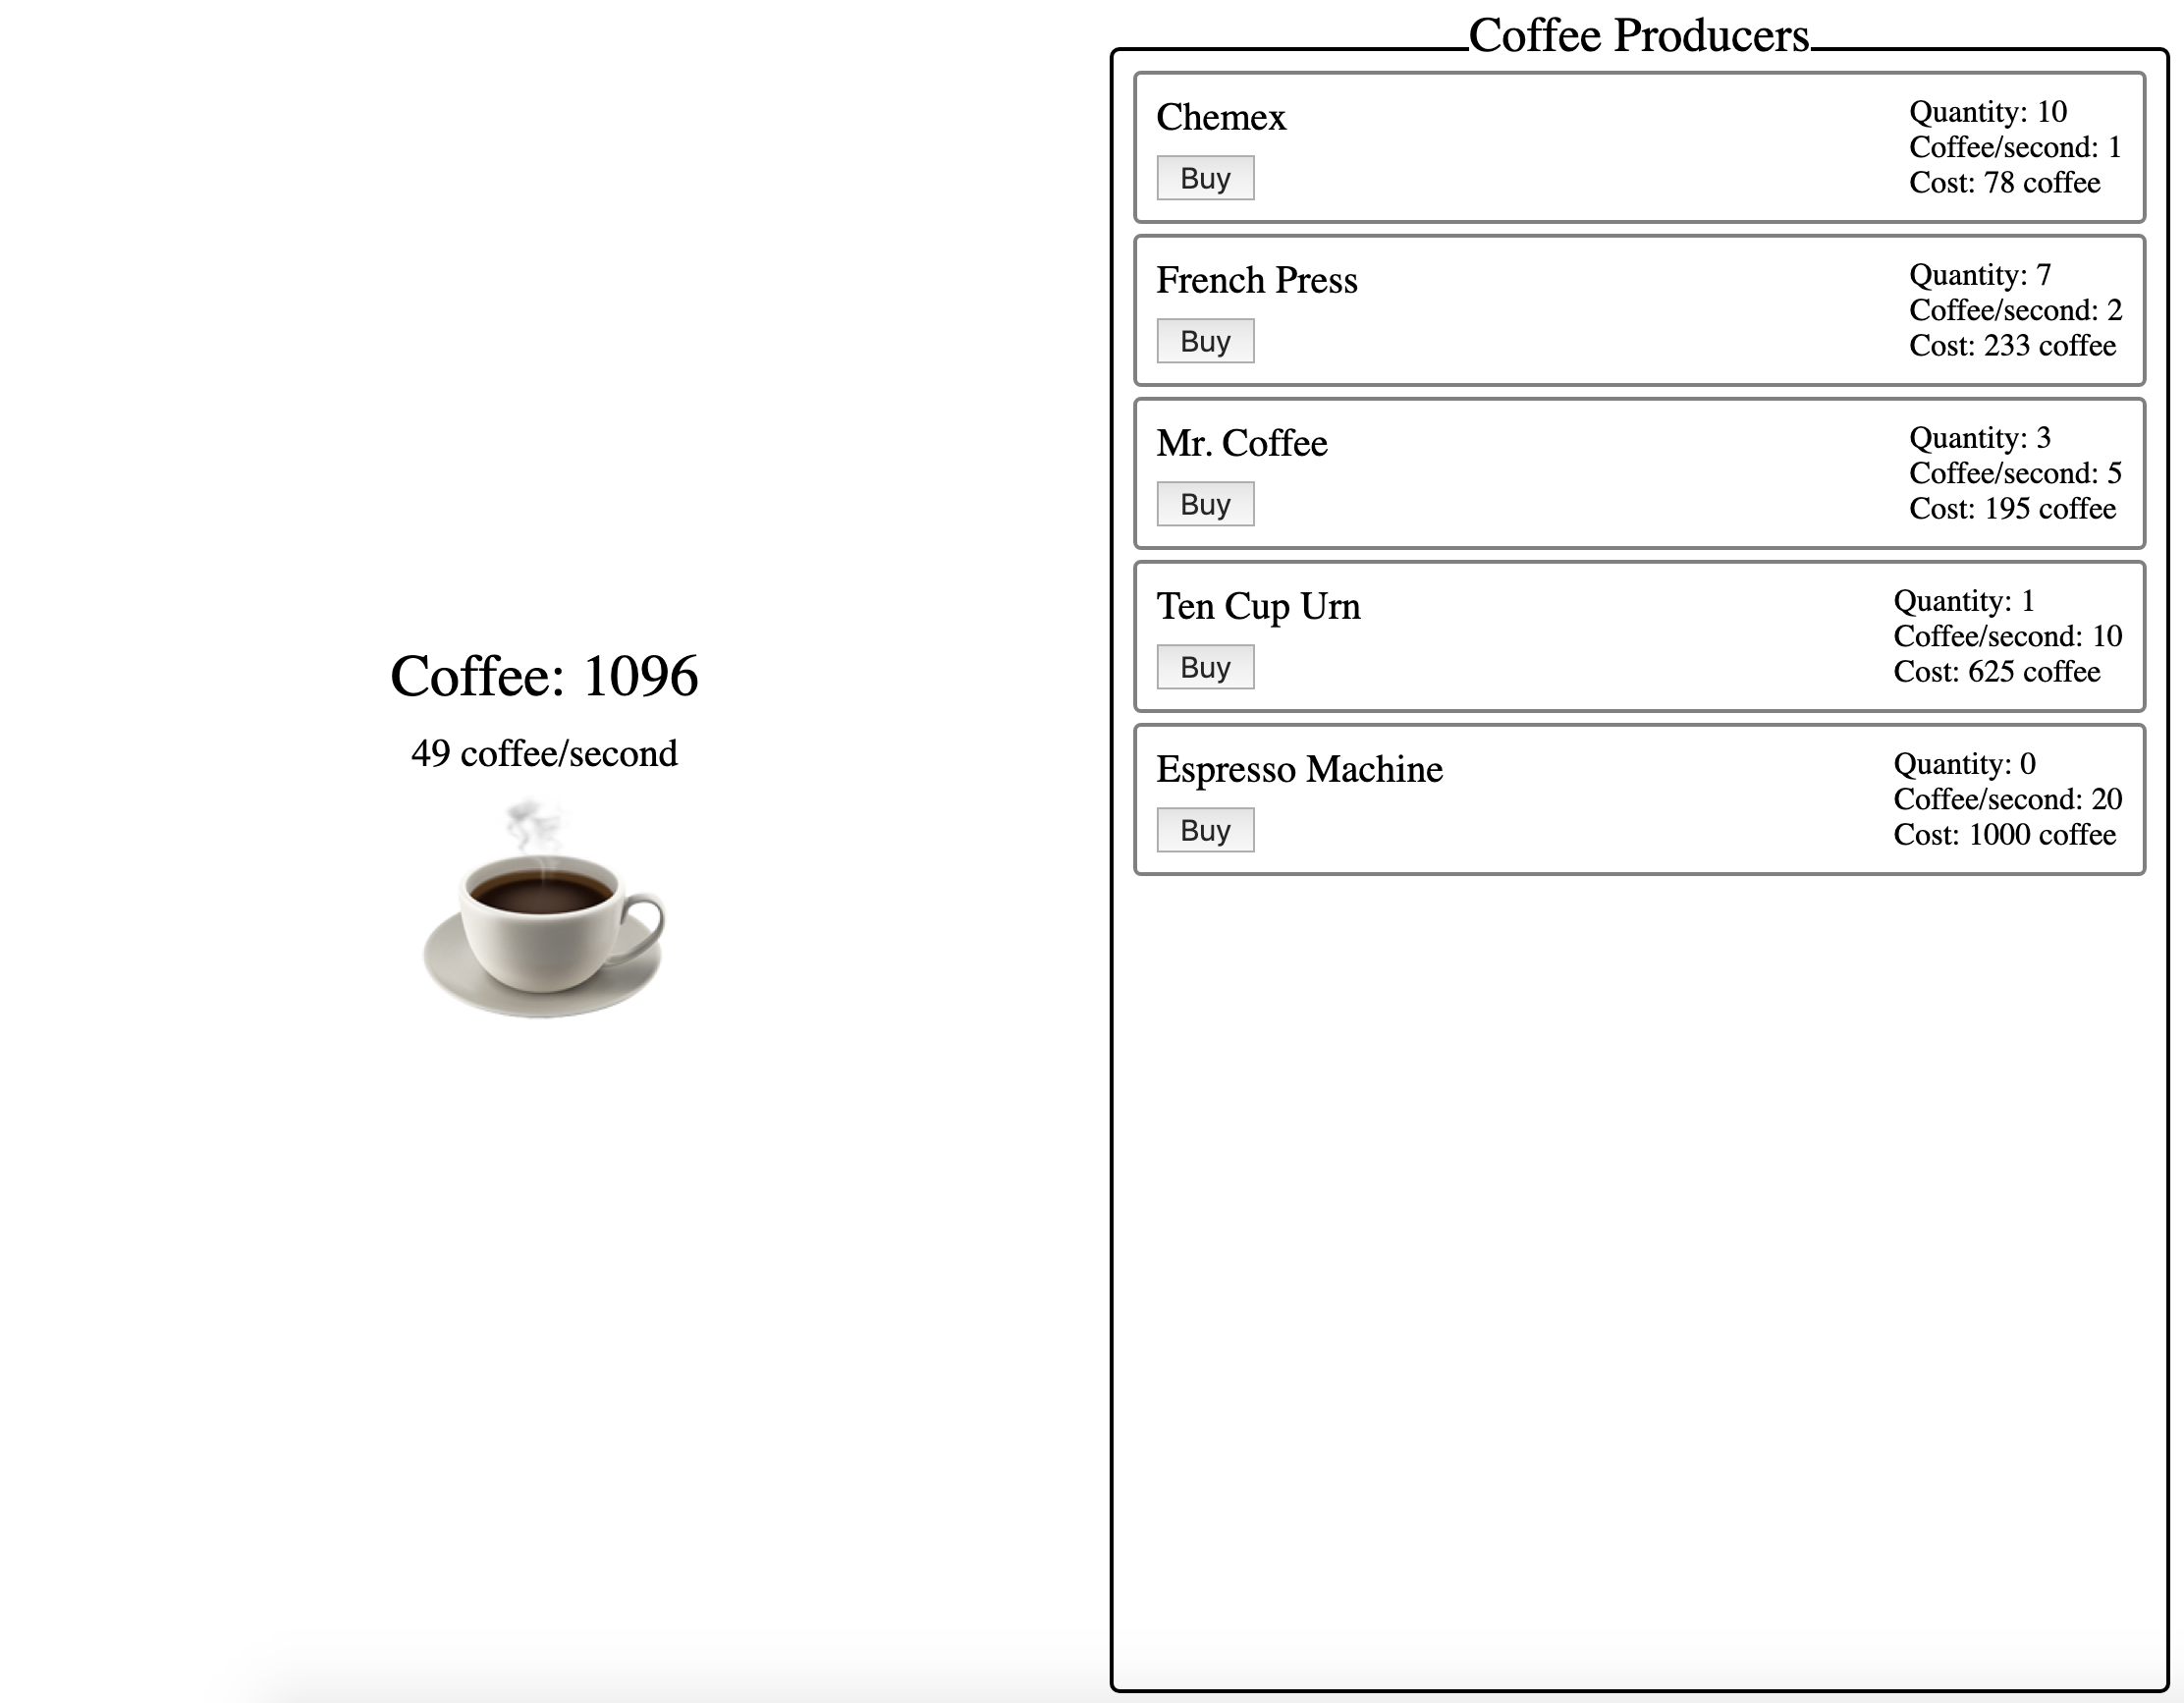 Coffee: 1096
49 coffee/second
Coffee Producers
Chemex
Buy
Quantity: 10
Coffee/second: 1
Cost: 78 coffee
French Press
Buy
Quantity: 7
Coffee/second: 2
Cost: 233 coffee
Mr. Coffee
Buy
Quantity: 3
Coffee/second: 5
Cost: 195 coffee
Ten Cup Urn
Buy
Quantity: 1
Coffee/second: 10
Cost: 625 coffee
Espresso Machine
Buy
Quantity: 0
Coffee/second: 20
Cost: 1000 coffee